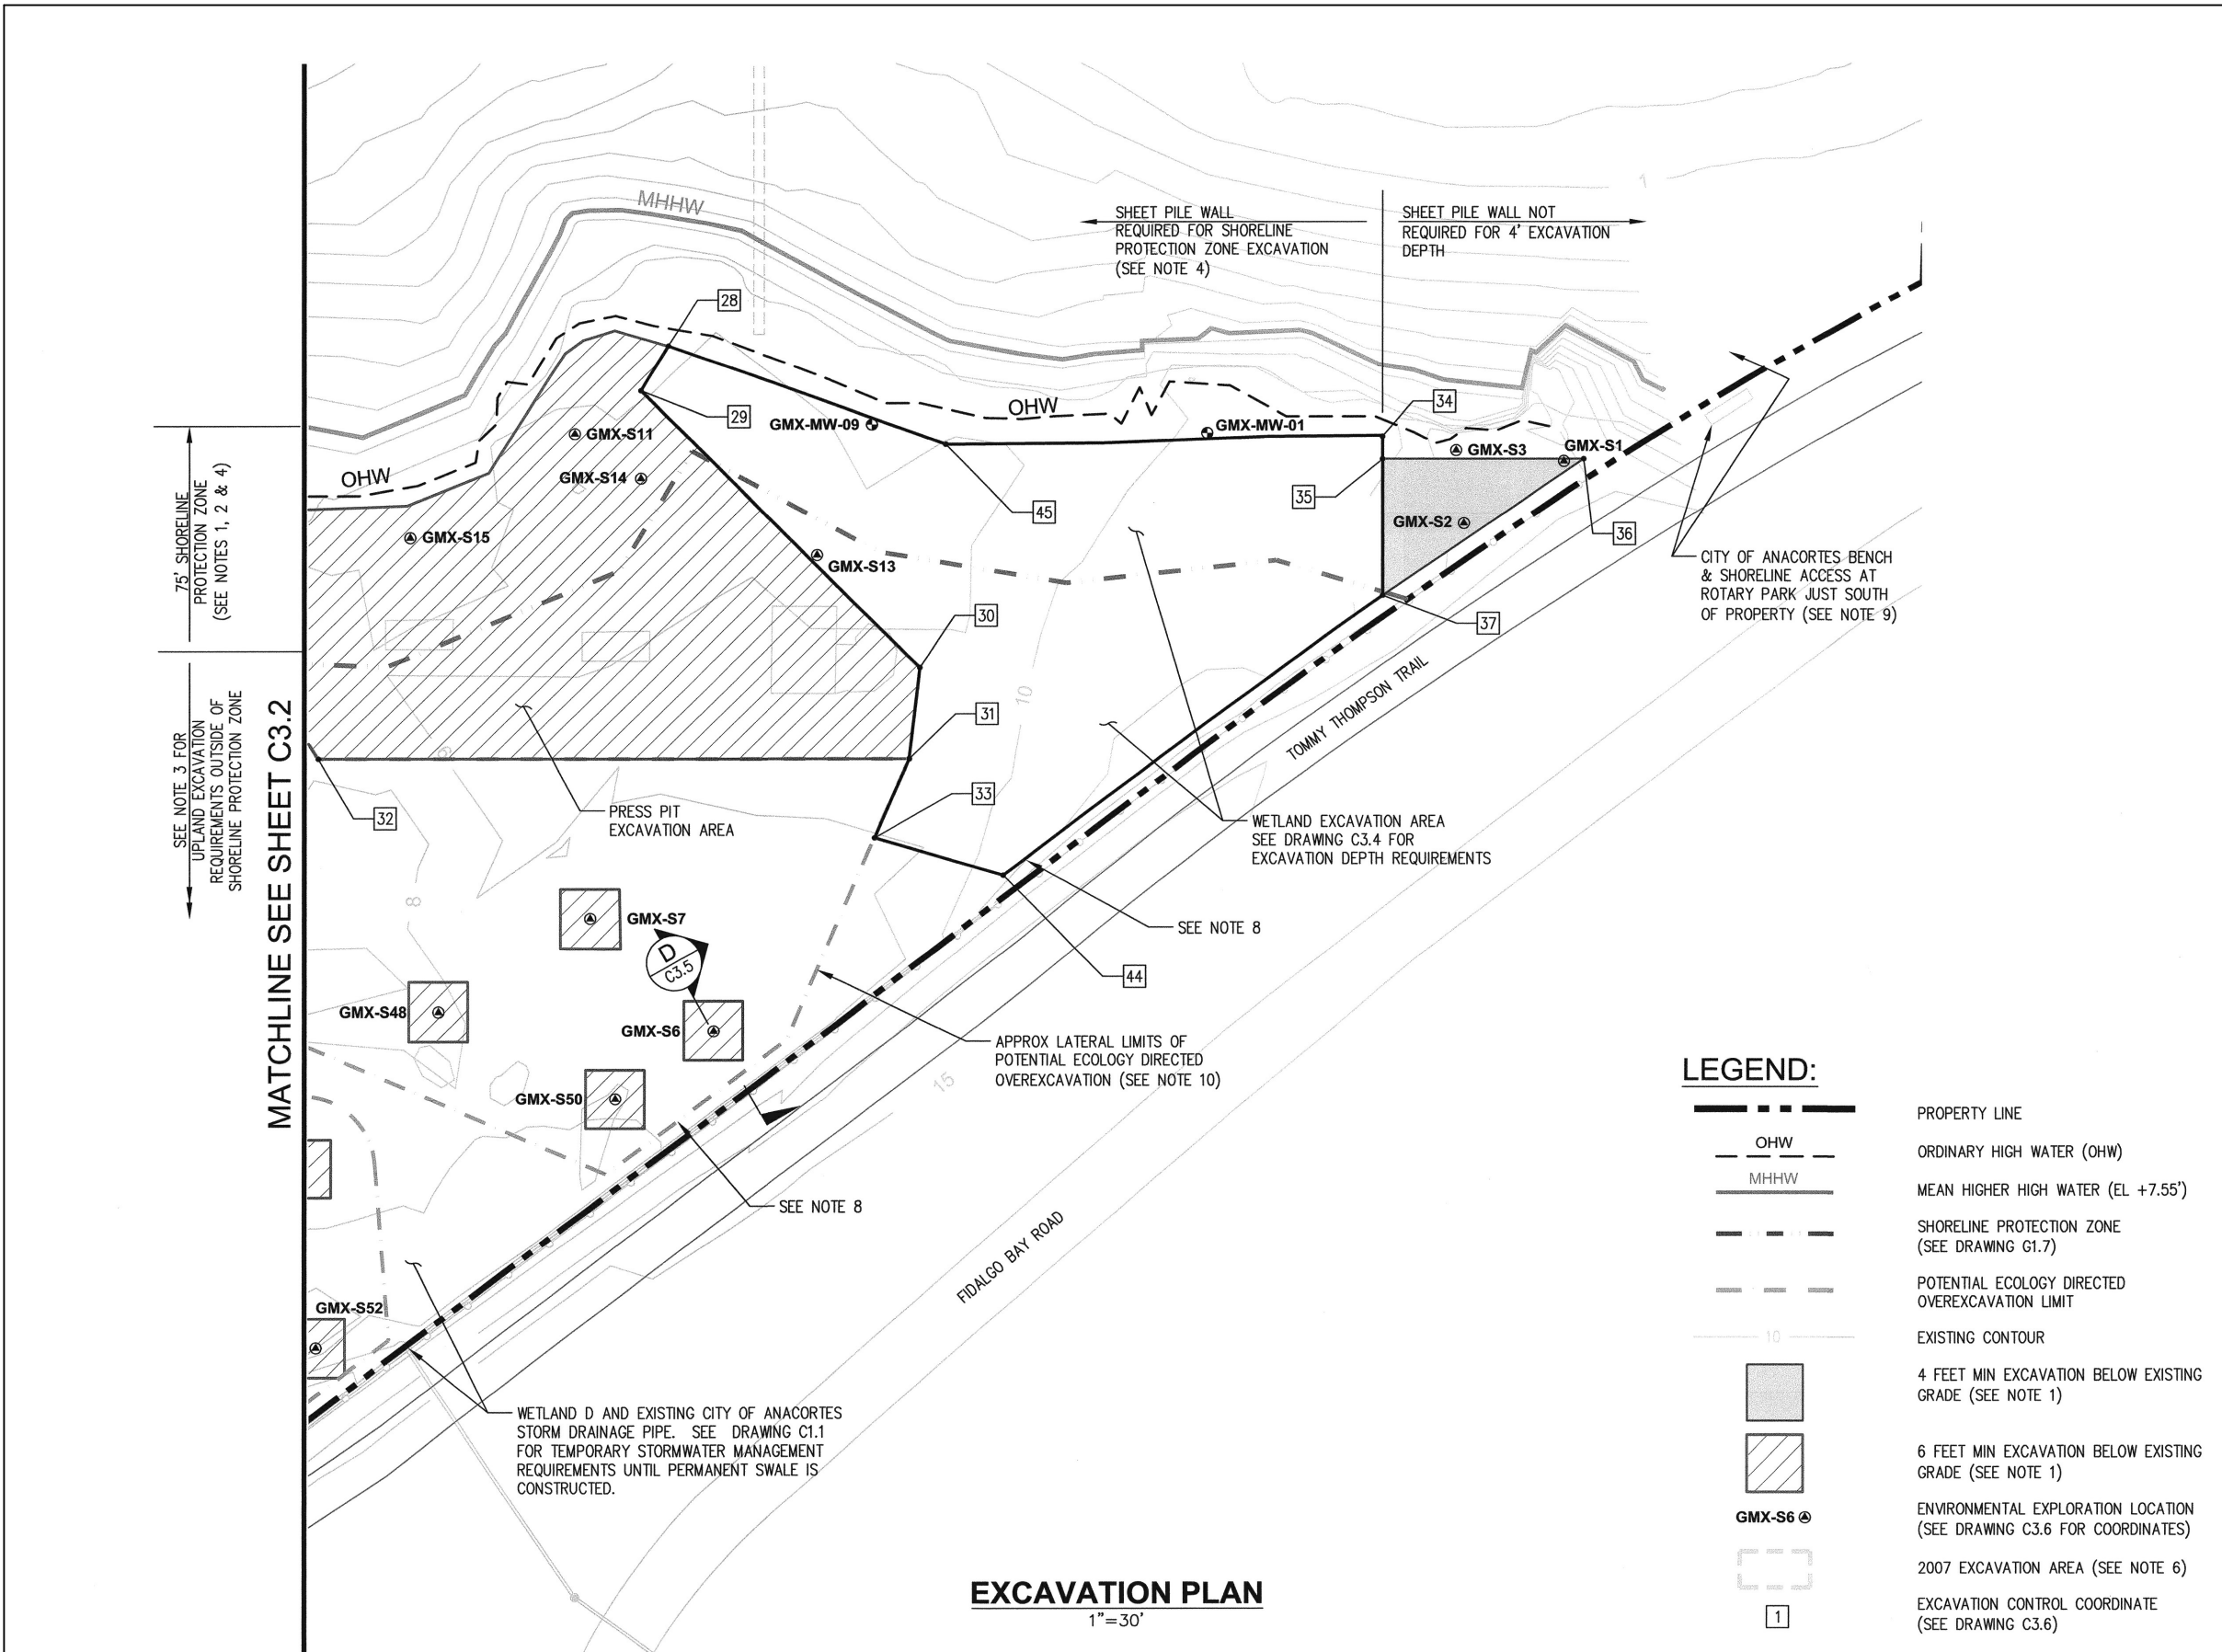 MHHW
1
SHEET PILE WALL
REQUIRED FOR SHORELINE
PROTECTION ZONE EXCAVATION
(SEE NOTE 4)
SHEET PILE WALL NOT
REQUIRED FOR 4' EXCAVATION
DEPTH
28
29
GMX-MW-09
OHW
GMX-MW-01
34
GMX-S11
GMX-S3
GMX-S1
OHW
GMX-S14
35
45
GMX-S2
36
GMX-S15
GMX-S13
75' SHORELINE
PROTECTION ZONE
(SEE NOTES 1, 2 & 4)
CITY OF ANACORTES BENCH
& SHORELINE ACCESS AT
ROTARY PARK JUST SOUTH
OF PROPERTY (SEE NOTE 9)
30
37
10
31
TOMMY THOMPSON TRAIL
SEE NOTE 3 FOR
UPLAND EXCAVATION
REQUIREMENTS OUTSIDE OF
SHORELINE PROTECTION ZONE
MATCHLINE SEE SHEET C3.2
32
33
PRESS PIT
EXCAVATION AREA
WETLAND EXCAVATION AREA
SEE DRAWING C3.4 FOR
EXCAVATION DEPTH REQUIREMENTS
8
GMX-S7
SEE NOTE 8
D
C3.5
44
GMX-S48
GMX-S6
APPROX LATERAL LIMITS OF
POTENTIAL ECOLOGY DIRECTED
OVEREXCAVATION (SEE NOTE 10)
15
GMX-S50
SEE NOTE 8
FIDALGO BAY ROAD
GMX-S52
WETLAND D AND EXISTING CITY OF ANACORTES
STORM DRAINAGE PIPE. SEE DRAWING C1.1
FOR TEMPORARY STORMWATER MANAGEMENT
REQUIREMENTS UNTIL PERMANENT SWALE IS
CONSTRUCTED.
EXCAVATION PLAN
1"=30'
LEGEND:
PROPERTY LINE
OHW
ORDINARY HIGH WATER (OHW)
MHHW
MEAN HIGHER HIGH WATER (EL +7.55')
SHORELINE PROTECTION ZONE
(SEE DRAWING G1.7)
POTENTIAL ECOLOGY DIRECTED
OVEREXCAVATION LIMIT
10
EXISTING CONTOUR
4 FEET MIN EXCAVATION BELOW EXISTING
GRADE (SEE NOTE 1)
6 FEET MIN EXCAVATION BELOW EXISTING
GRADE (SEE NOTE 1)
GMX-S6
ENVIRONMENTAL EXPLORATION LOCATION
(SEE DRAWING C3.6 FOR COORDINATES)
2007 EXCAVATION AREA (SEE NOTE 6)
1
EXCAVATION CONTROL COORDINATE
(SEE DRAWING C3.6)